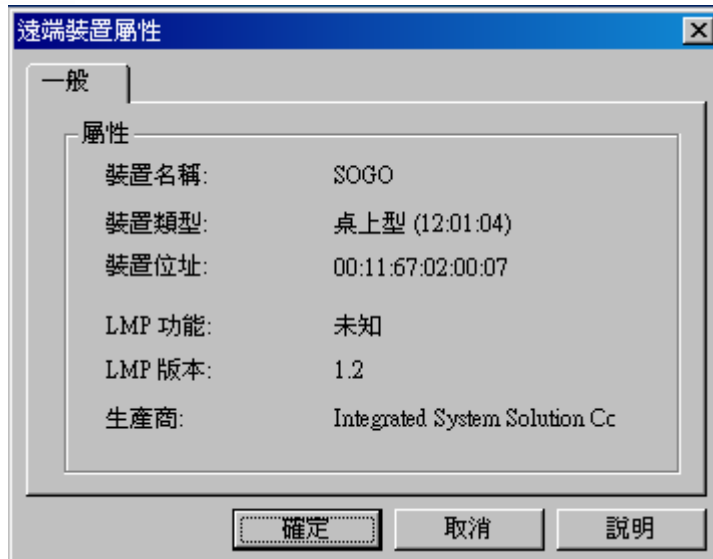 遠端裝置屬性
一般
屬性
裝置名稱: SOGO
裝置類型: 桌上型 (12:01:04)
裝置位址: 00:11:67:02:00:07
LMP 功能: 未知
LMP 版本: 1.2
生產商: Integrated System Solution Cc
確定 取消 說明